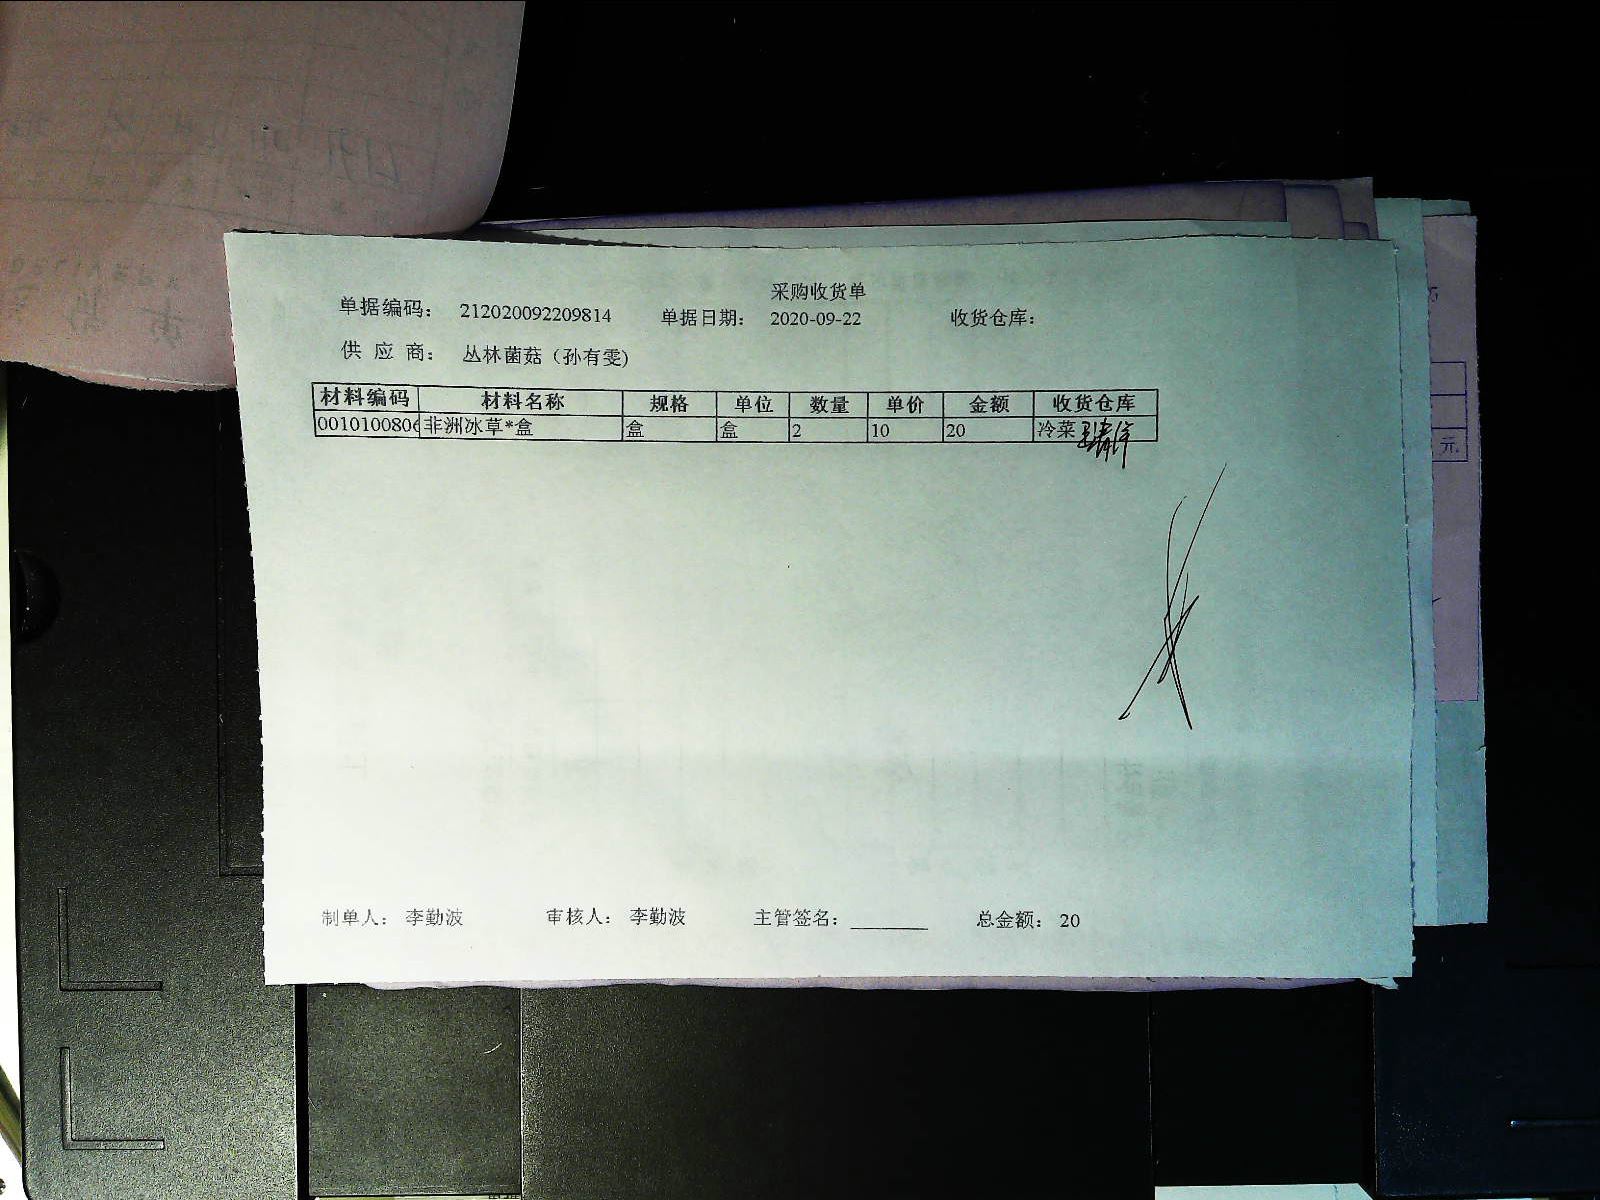 采购收货单
单据编码： 212020092209814 单据日期： 2020-09-22 收货仓库：
供 应 商： 丛林菌菇（孙有雯)
材料编码 材料名称 规格 单位 数量 单价 金额 收货仓库
0010100806 非洲冰草*盒 盒 盒 2 10 20 冷菜
制单人： 李勤波 审核人： 李勤波 主管签名：________ 总金额： 20
元